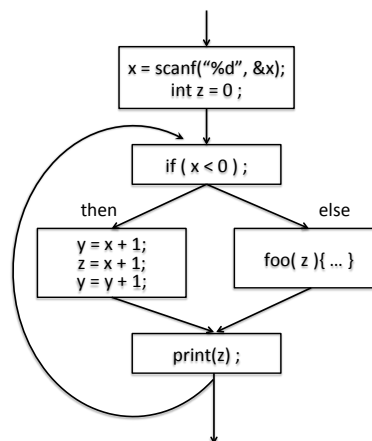 x = scanf(“%d”, &x);
int z = 0 ;
if ( x < 0 ) ;
then
else
y = x + 1;
z = x + 1;
y = y + 1;
foo( z ){ ... }
print(z) ;